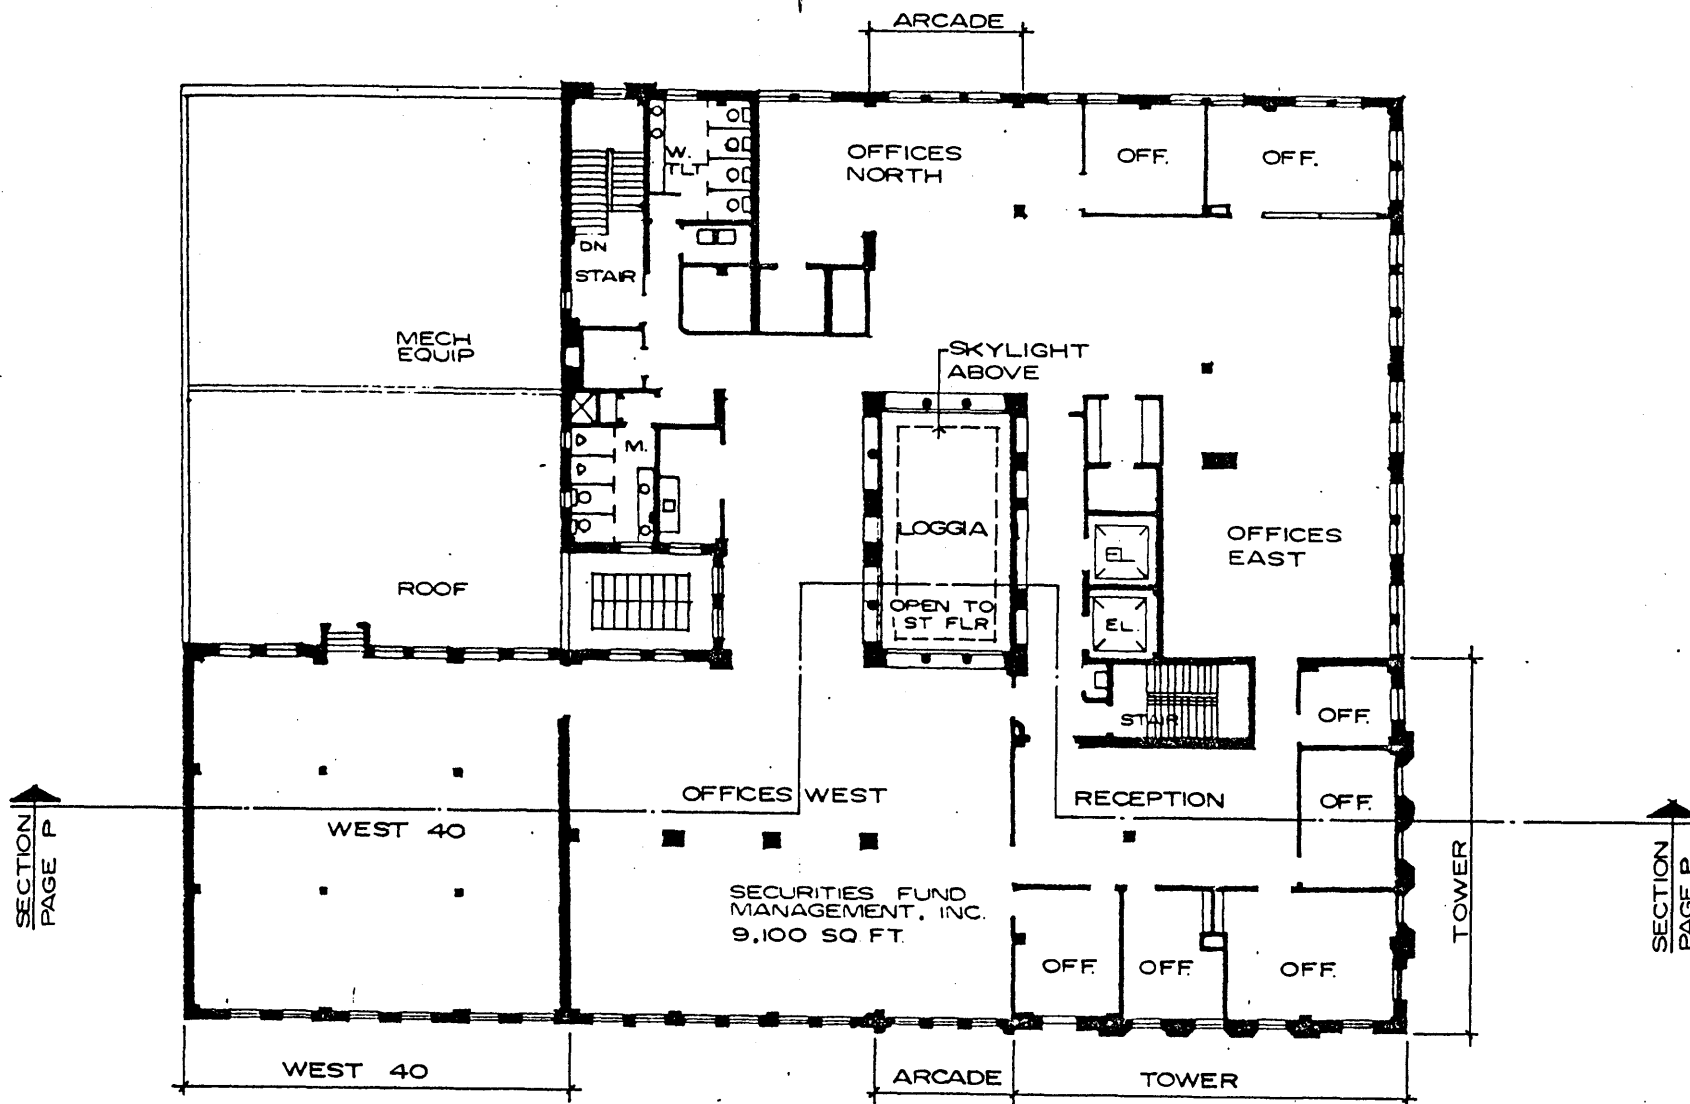 ARCADE
OFFICES
NORTH
OFF.
OFF.
W.
TLT
DN
STAIR
MECH
EQUIP
SKYLIGHT
ABOVE
M.
LOGGIA
OFFICES
EAST
EL
ROOF
OPEN TO
ST FLR
EL.
STAIR
OFF.
OFFICES WEST
RECEPTION
OFF.
WEST 40
SECTION
PAGE P
TOWER
SECTION
PAGE P
SECURITIES FUND
MANAGEMENT, INC.
9,100 SQ FT.
OFF.
OFF.
OFF.
WEST 40
ARCADE
TOWER